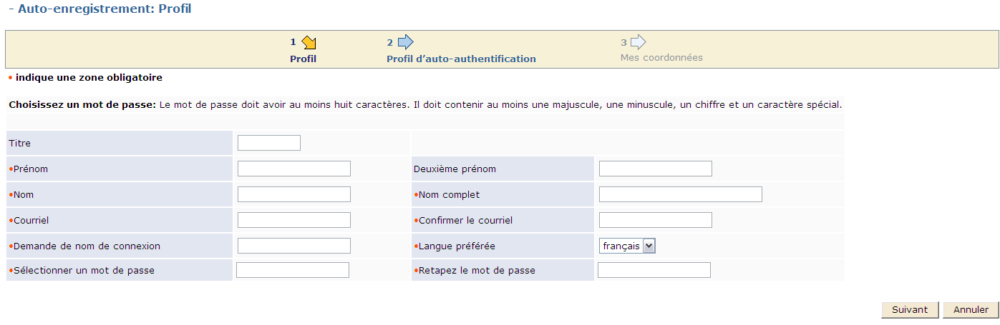 - Auto-enregistrement: Profil
1
Profil
2
Profil d'auto-authentification
3
Mes coordonnées
• indique une zone obligatoire
Choisissez un mot de passe: Le mot de passe doit avoir au moins huit caractères. Il doit contenir au moins une majuscule, une minuscule, un chiffre et un caractère spécial.
Titre
•Prénom
Deuxième prénom
•Nom
•Nom complet
•Courriel
•Confirmer le courriel
•Demande de nom de connexion
•Langue préférée
français
•Sélectionner un mot de passe
•Retapez le mot de passe
Suivant
Annuler